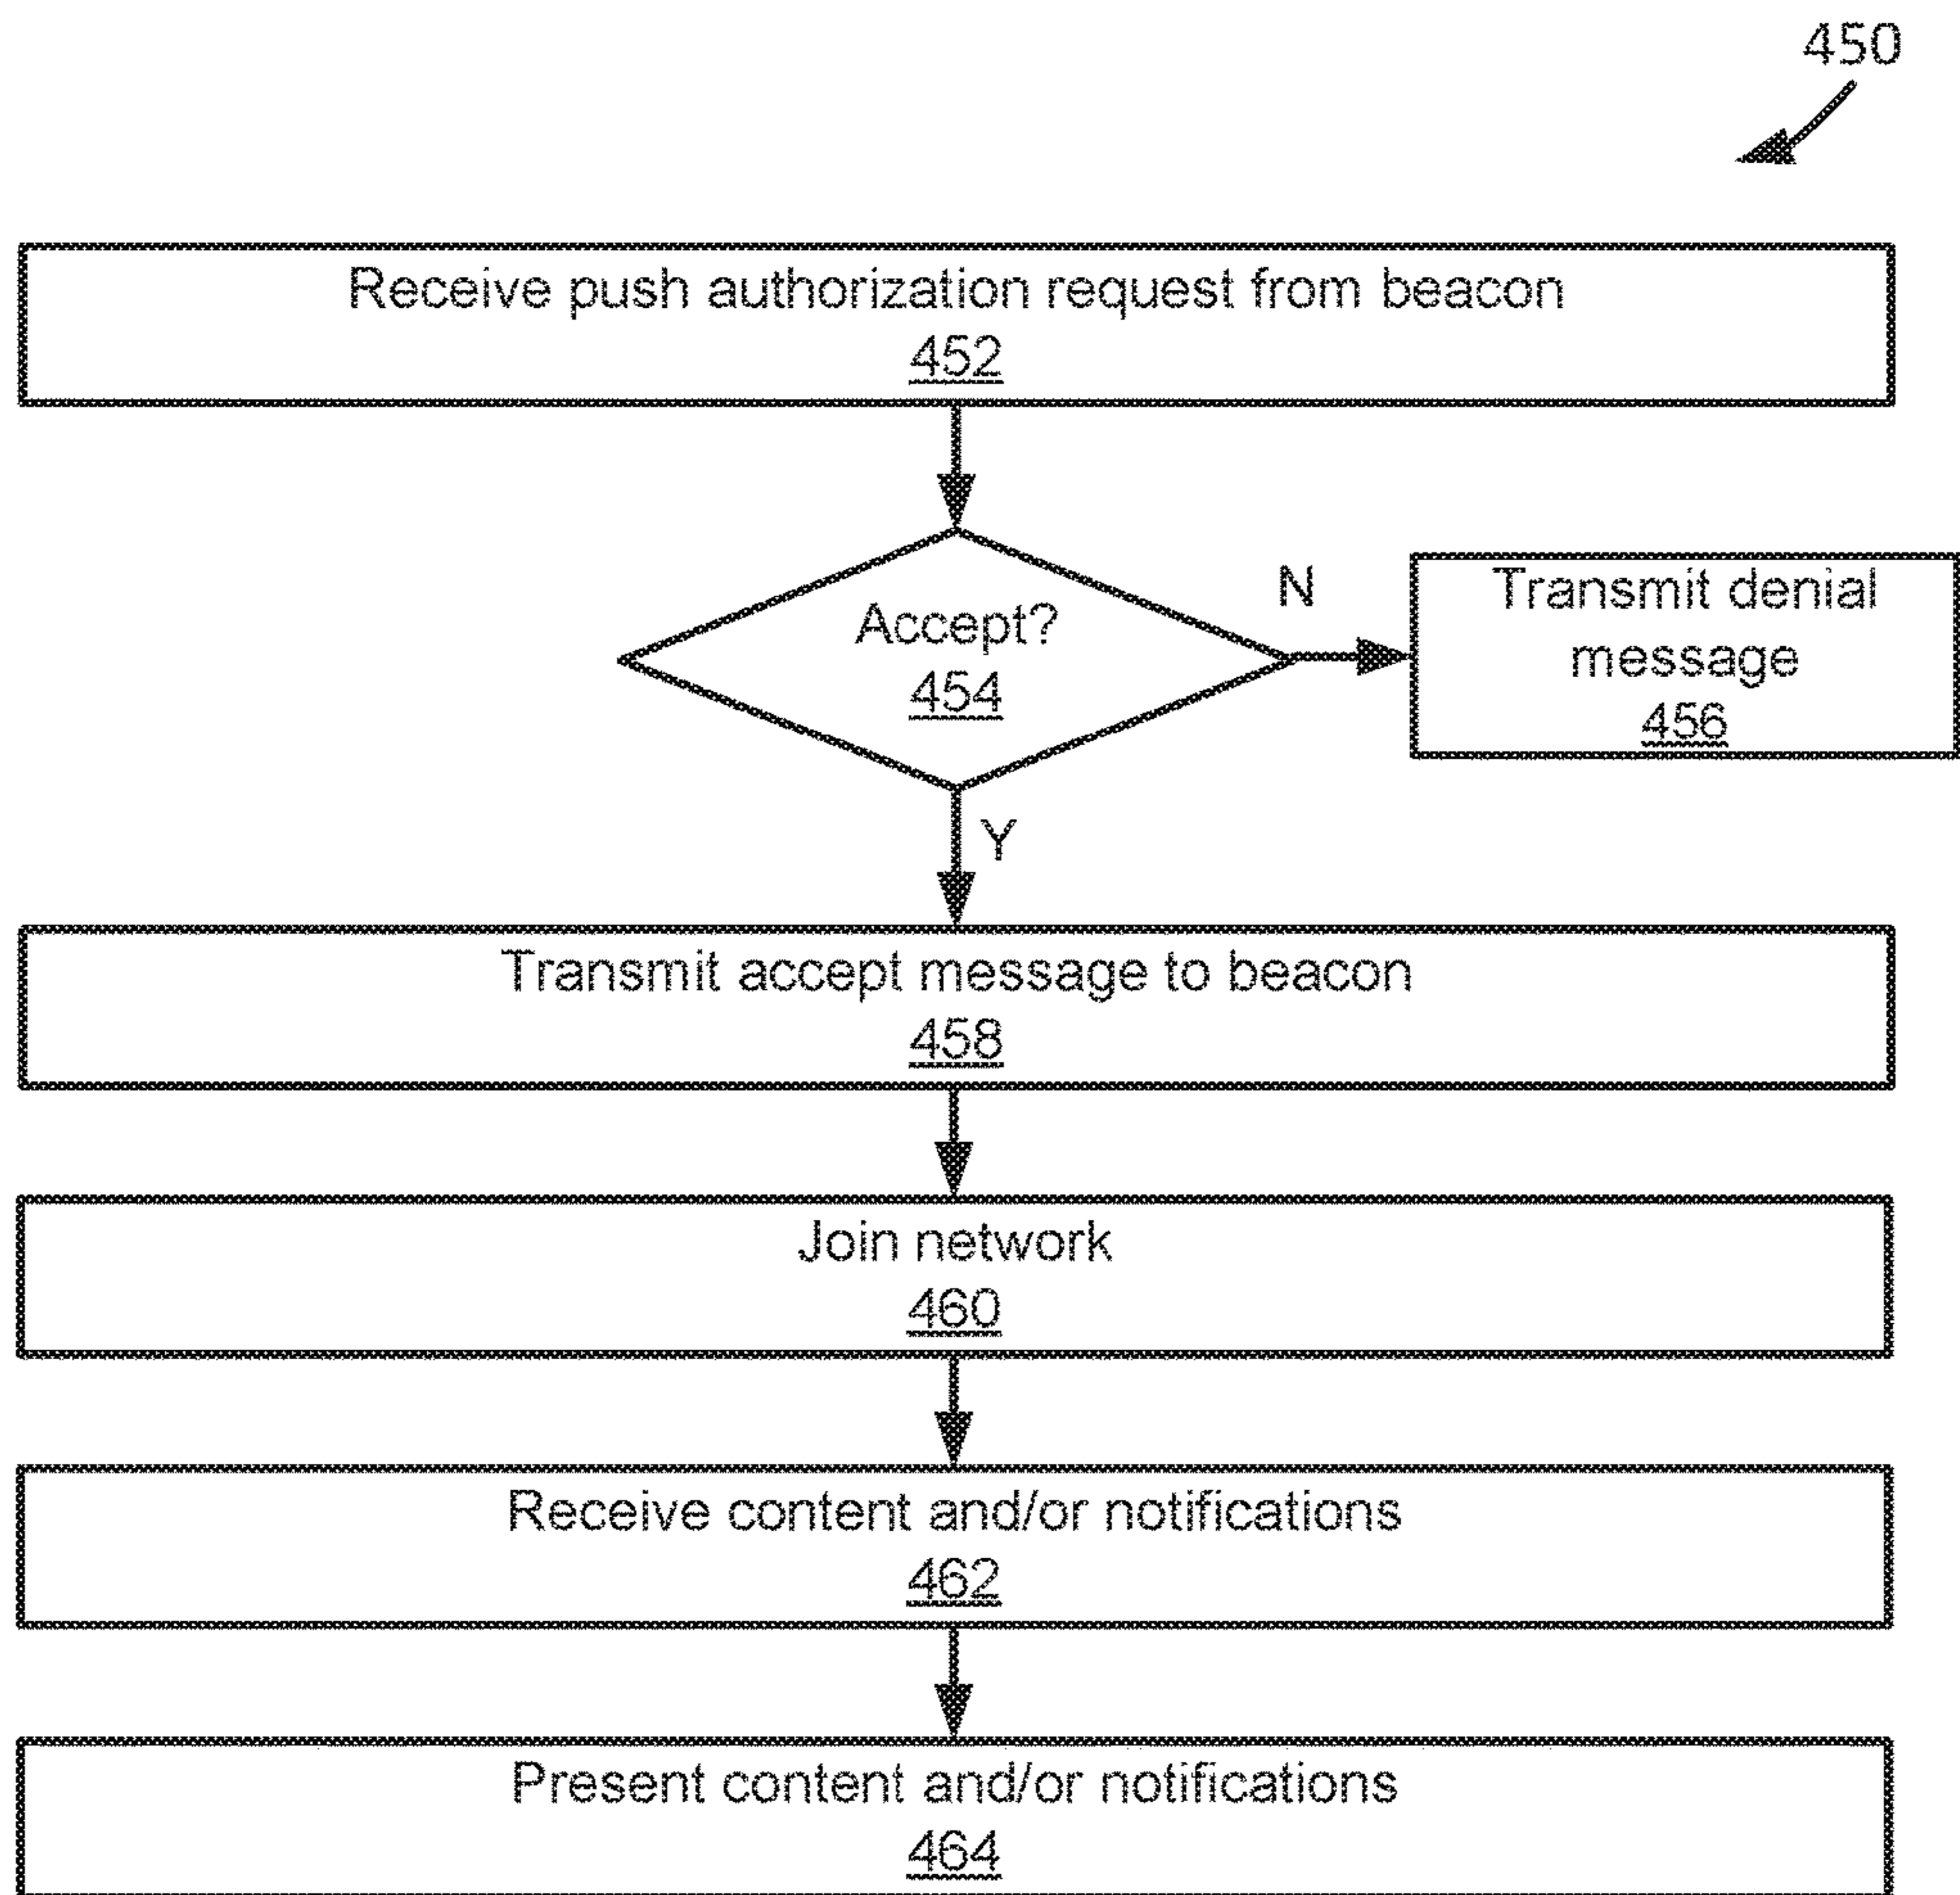 450
Receive push authorization request from beacon
452
Accept?
454
N
Transmit denial
message
456
Y
Transmit accept message to beacon
458
Join network
460
Receive content and/or notifications
462
Present content and/or notifications
464